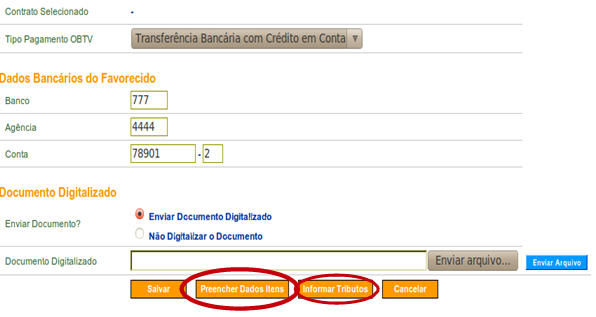 Contrato Selecionado -
Tipo Pagamento OBTV Transferência Bancária com Crédito em Conta
Dados Bancários do Favorecido
Banco 777
Agência 4444
Conta 78901 - 2
Documento Digitalizado
Enviar Documento? Enviar Documento Digitalizado
Não Digitalizar o Documento
Documento Digitalizado Enviar arquivo... Enviar Arquivo
Salvar Preencher Dados Itens Informar Tributos Cancelar